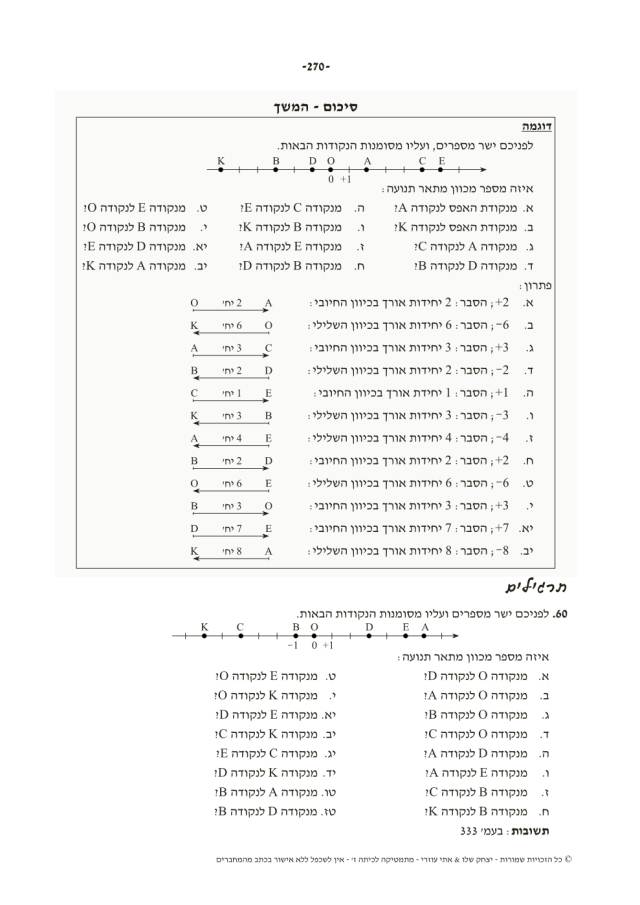 -270-
סיכום - המשך
דוגמה
לפניכם ישר מספרים, ועליו מסומנות הנקודות הבאות.
K B D O A C E
0 +1
איזה מספר מכוון מתאר תנועה:
א. מנקודת האפס לנקודה A? ה. מנקודה C לנקודה E? ט. מנקודה E לנקודה O?
ב. מנקודת האפס לנקודה K? ו. מנקודה B לנקודה K? י. מנקודה B לנקודה O?
ג. מנקודה A לנקודה C? ז. מנקודה E לנקודה A? יא. מנקודה D לנקודה E?
ד. מנקודה D לנקודה B? ח. מנקודה B לנקודה D? יב. מנקודה A לנקודה K?
פתרון:
א. +2; הסבר: 2 יחידות אורך בכיוון החיובי: O 2 יח' A
ב. −6; הסבר: 6 יחידות אורך בכיוון השלילי: K 6 יח' O
ג. +3; הסבר: 3 יחידות אורך בכיוון החיובי: A 3 יח' C
ד. −2; הסבר: 2 יחידות אורך בכיוון השלילי: B 2 יח' D
ה. +1; הסבר: 1 יחידת אורך בכיוון החיובי: C 1 יח' E
ו. −3; הסבר: 3 יחידות אורך בכיוון השלילי: K 3 יח' B
ז. −4; הסבר: 4 יחידות אורך בכיוון השלילי: A 4 יח' E
ח. +2; הסבר: 2 יחידות אורך בכיוון החיובי: B 2 יח' D
ט. −6; הסבר: 6 יחידות אורך בכיוון השלילי: O 6 יח' E
י. +3; הסבר: 3 יחידות אורך בכיוון החיובי: B 3 יח' O
יא. +7; הסבר: 7 יחידות אורך בכיוון החיובי: D 7 יח' E
יב. −8; הסבר: 8 יחידות אורך בכיוון השלילי: K 8 יח' A
תרגילים
60. לפניכם ישר מספרים ועליו מסומנות הנקודות הבאות.
K C B O D E A
−1 0 +1
איזה מספר מכוון מתאר תנועה:
א. מנקודה O לנקודה D? ט. מנקודה E לנקודה O?
ב. מנקודה O לנקודה A? י. מנקודה K לנקודה O?
ג. מנקודה O לנקודה B? יא. מנקודה E לנקודה D?
ד. מנקודה O לנקודה C? יב. מנקודה K לנקודה C?
ה. מנקודה D לנקודה A? יג. מנקודה C לנקודה E?
ו. מנקודה E לנקודה A? יד. מנקודה K לנקודה D?
ז. מנקודה B לנקודה C? טו. מנקודה A לנקודה B?
ח. מנקודה B לנקודה K? טז. מנקודה D לנקודה B?
תשובות: בעמ' 333
© כל הזכויות שמורות - יצחק שלו & אתי עוזרי - מתמטיקה לכיתה ז' - אין לשכפל ללא אישור בכתב מהמחברים